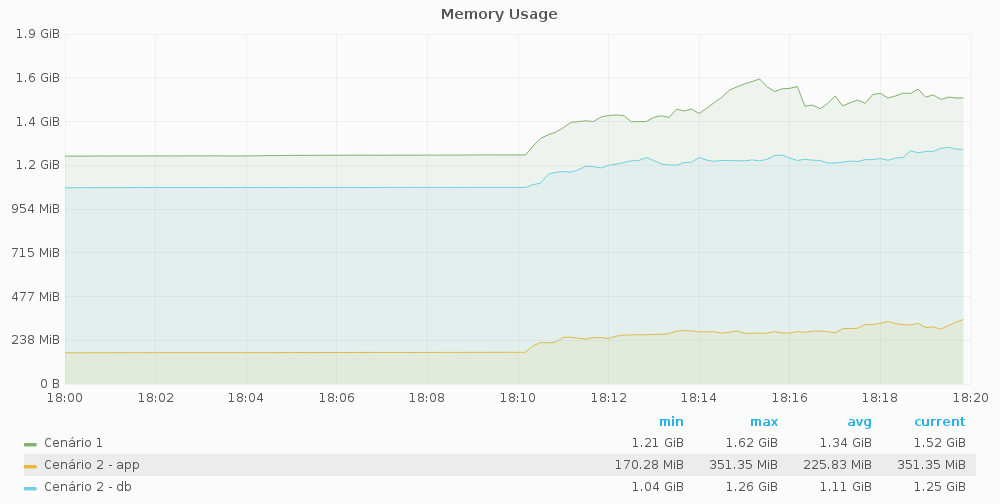 Memory Usage
1.9 GiB
1.6 GiB
1.4 GiB
1.2 GiB
954 MiB
715 MiB
477 MiB
238 MiB
0 B
18:00 18:02 18:04 18:06 18:08 18:10 18:12 18:14 18:16 18:18 18:20
min max avg current
Cenário 1 1.21 GiB 1.62 GiB 1.34 GiB 1.52 GiB
Cenário 2 - app 170.28 MiB 351.35 MiB 225.83 MiB 351.35 MiB
Cenário 2 - db 1.04 GiB 1.26 GiB 1.11 GiB 1.25 GiB